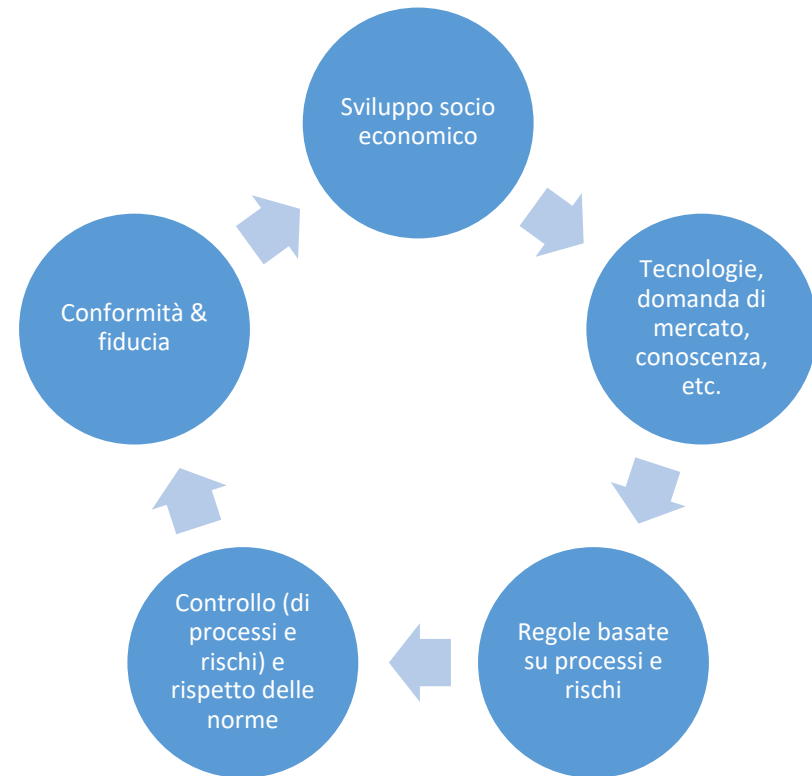 Sviluppo socio
economico
Tecnologie,
domanda di
mercato,
conoscenza,
etc.
Regole basate
su processi e
rischi
Controllo (di
processi e
rischi) e
rispetto delle
norme
Conformità &
fiducia